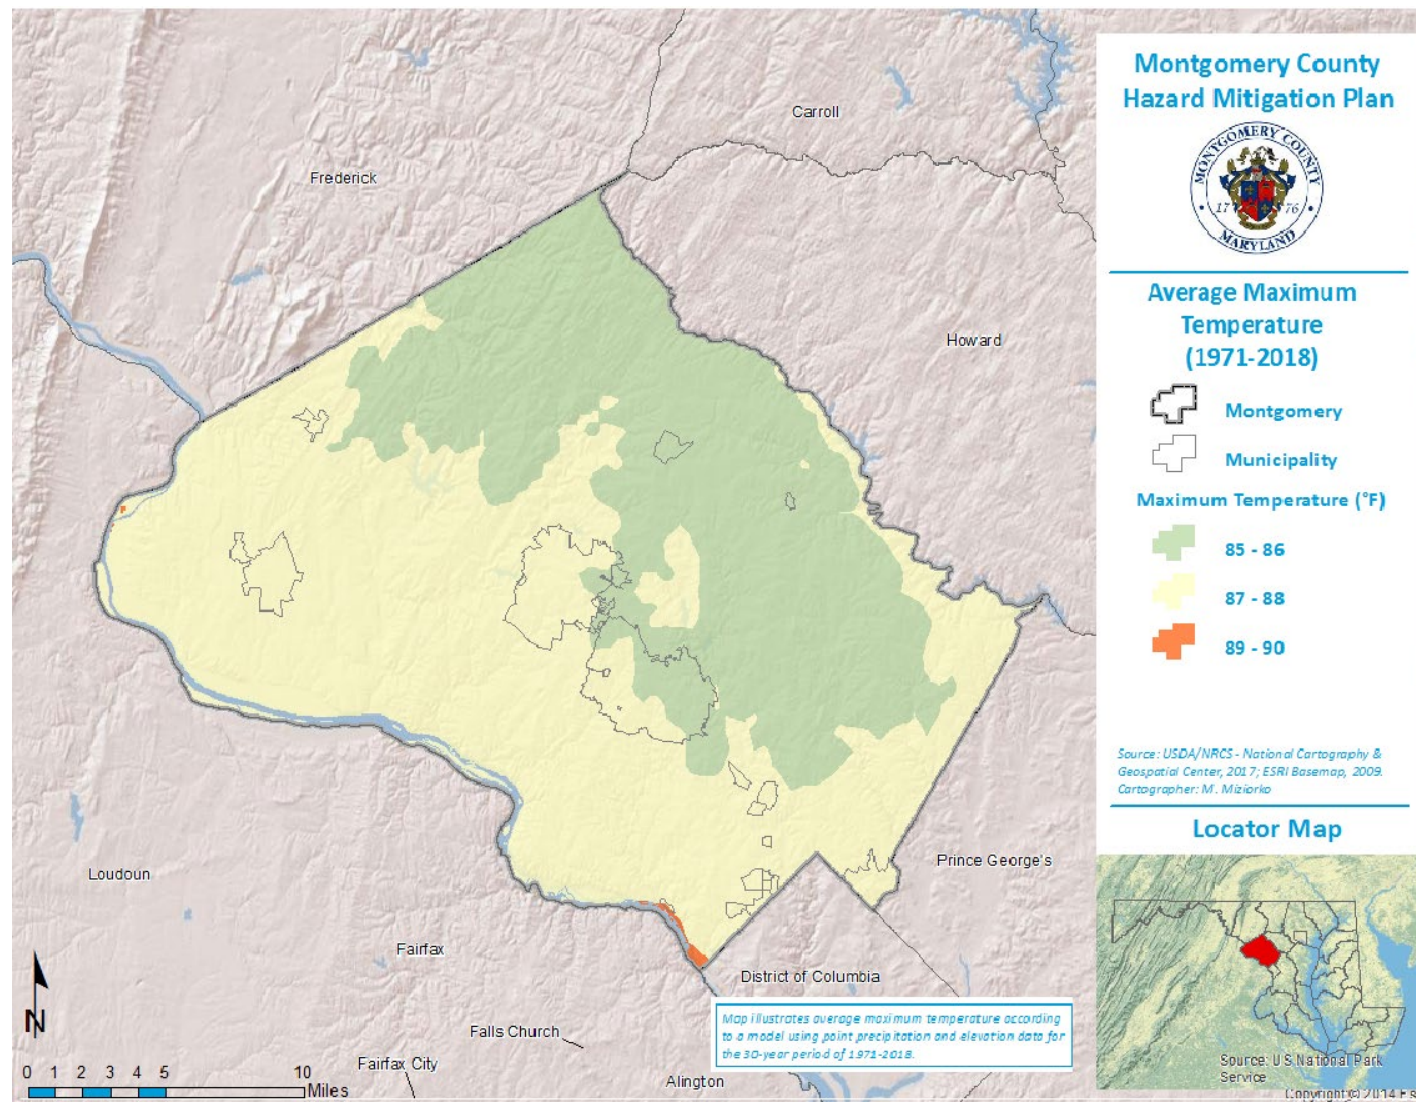 Carroll
Frederick
Howard
Loudoun
Prince George's
Fairfax
District of Columbia
Falls Church
Fairfax City
Alington
Map illustrates average maximum temperature according
to a model using point precipitation and elevation data for
the 30-year period of 1971-2018.
N
0 1 2 3 4 5 10
Miles
Montgomery County
Hazard Mitigation Plan
MONTGOMERY COUNTY
17 76
MARYLAND
Average Maximum
Temperature
(1971-2018)
Montgomery
Municipality
Maximum Temperature (°F)
85 - 86
87 - 88
89 - 90
Source: USDA/NRCS - National Cartography &
Geospatial Center, 2017; ESRI Basemap, 2009.
Cartographer: M. Miziorko
Locator Map
Source: US National Park
Service
Copyright © 2014 Es